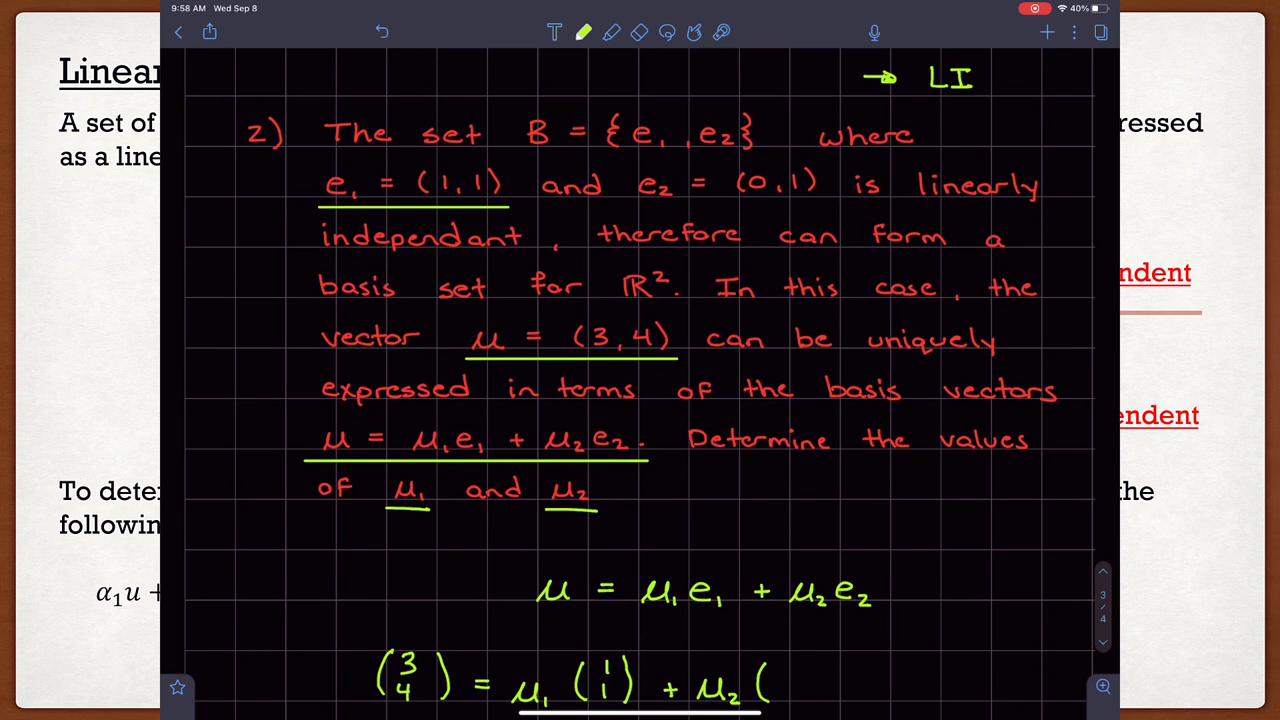 9:58 AM Wed Sep 8
40%
Linear
A set of
ressed
as a line
→ LI
2) The set B = {e₁, e₂} where
e₁ = (1,1) and e₂ = (0,1) is linearly
independant, therefore can form a
basis set for ℝ². In this case, the
vector μ = (3,4) can be uniquely
expressed in terms of the basis vectors
μ = μ₁e₁ + μ₂e₂. Determine the values
of μ₁ and μ₂
ndent
endent
To deter
the
following
α₁u +
μ = μ₁e₁ + μ₂e₂
(3 4) = μ₁ (1 1) + μ₂ (
3/4